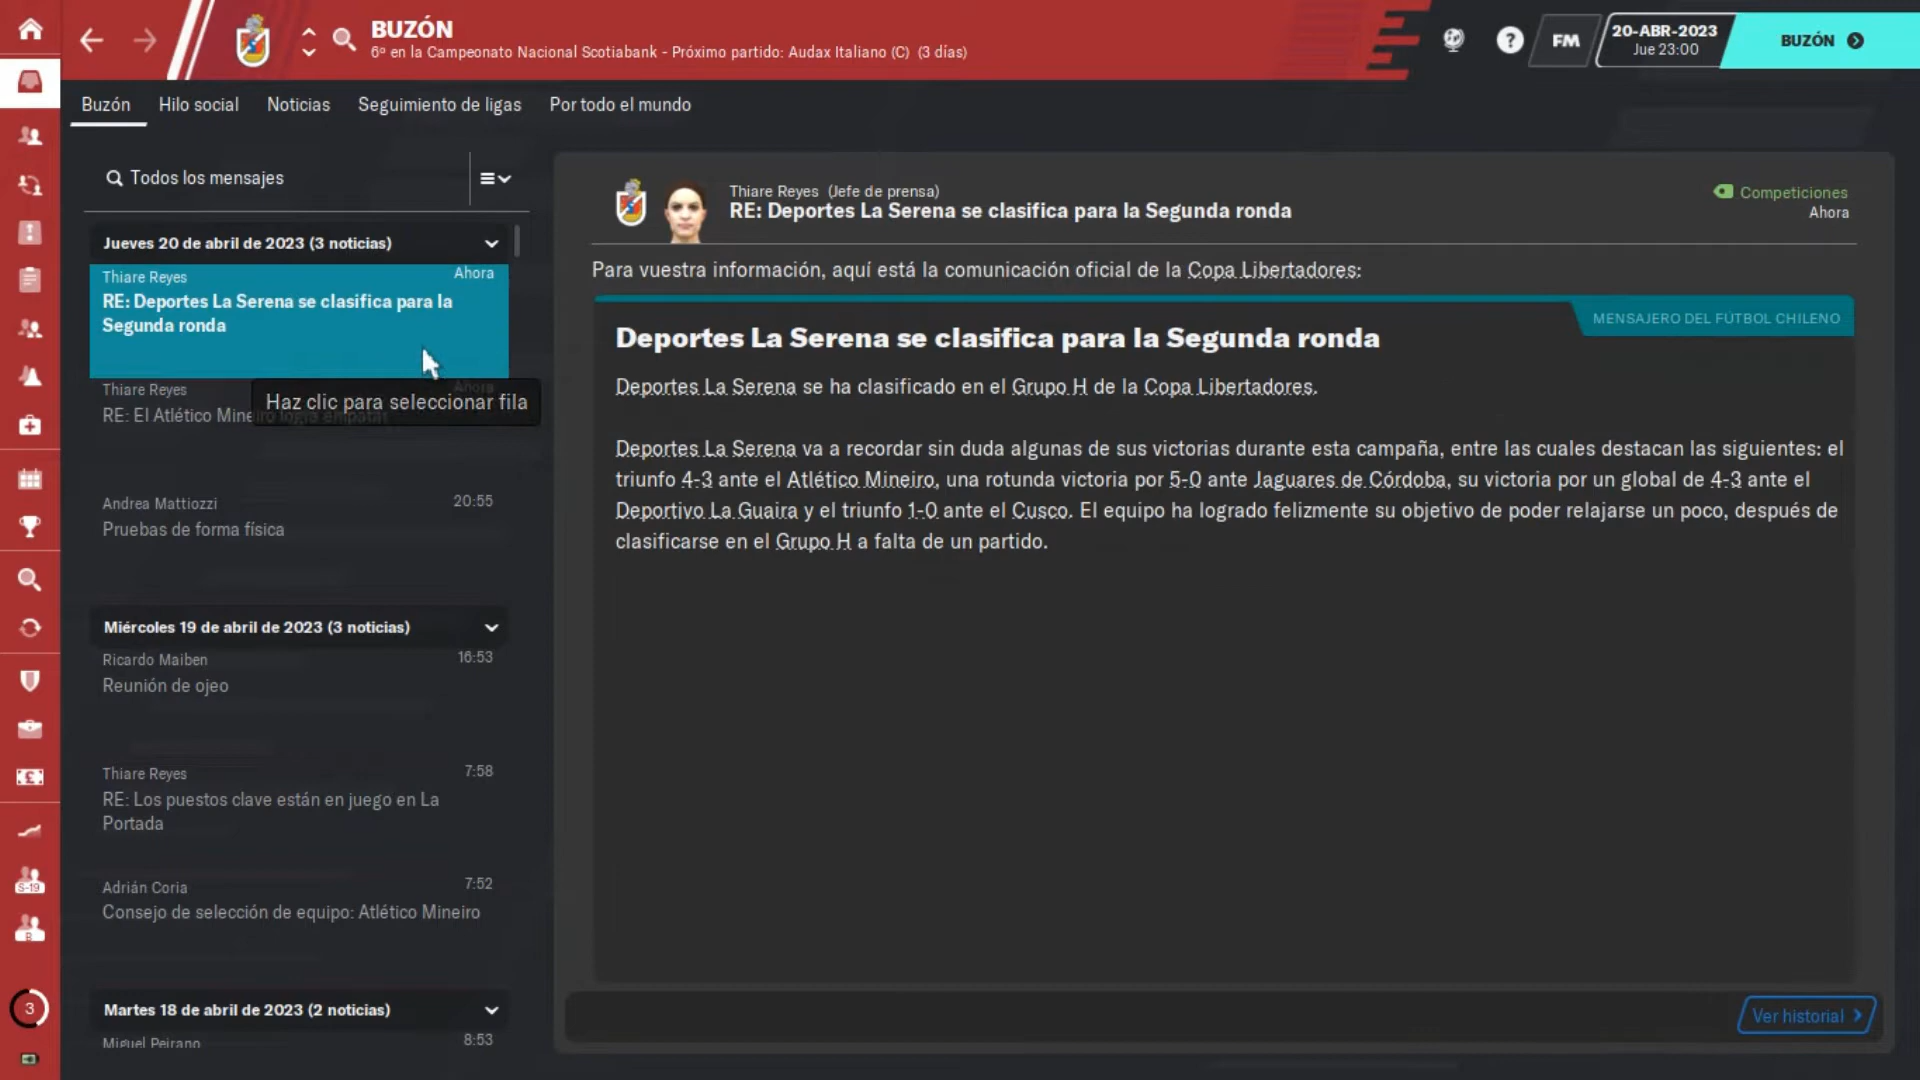 BUZÓN
6º en la Campeonato Nacional Scotiabank - Próximo partido: Audax Italiano (C) (3 días)
FM
20-ABR-2023
Jue 23:00
BUZÓN
Buzón Hilo social Noticias Seguimiento de ligas Por todo el mundo
Todos los mensajes
Jueves 20 de abril de 2023 (3 noticias)
Thiare Reyes Ahora
RE: Deportes La Serena se clasifica para la
Segunda ronda
Thiare Reyes Ahora
RE: El Atlético Mineiro logra empatar
Haz clic para seleccionar fila
Andrea Mattiozzi 20:55
Pruebas de forma física
Miércoles 19 de abril de 2023 (3 noticias)
Ricardo Maiben 16:53
Reunión de ojeo
Thiare Reyes 7:58
RE: Los puestos clave están en juego en La
Portada
Adrián Coria 7:52
Consejo de selección de equipo: Atlético Mineiro
Martes 18 de abril de 2023 (2 noticias)
Miguel Peirano 8:53
Thiare Reyes (Jefe de prensa)
RE: Deportes La Serena se clasifica para la Segunda ronda
Competiciones
Ahora
Para vuestra información, aquí está la comunicación oficial de la Copa Libertadores:
MENSAJERO DEL FÚTBOL CHILENO
Deportes La Serena se clasifica para la Segunda ronda
Deportes La Serena se ha clasificado en el Grupo H de la Copa Libertadores.
Deportes La Serena va a recordar sin duda algunas de sus victorias durante esta campaña, entre las cuales destacan las siguientes: el
triunfo 4-3 ante el Atlético Mineiro, una rotunda victoria por 5-0 ante Jaguares de Córdoba, su victoria por un global de 4-3 ante el
Deportivo La Guaira y el triunfo 1-0 ante el Cusco. El equipo ha logrado felizmente su objetivo de poder relajarse un poco, después de
clasificarse en el Grupo H a falta de un partido.
Ver historial
S-19
B
3